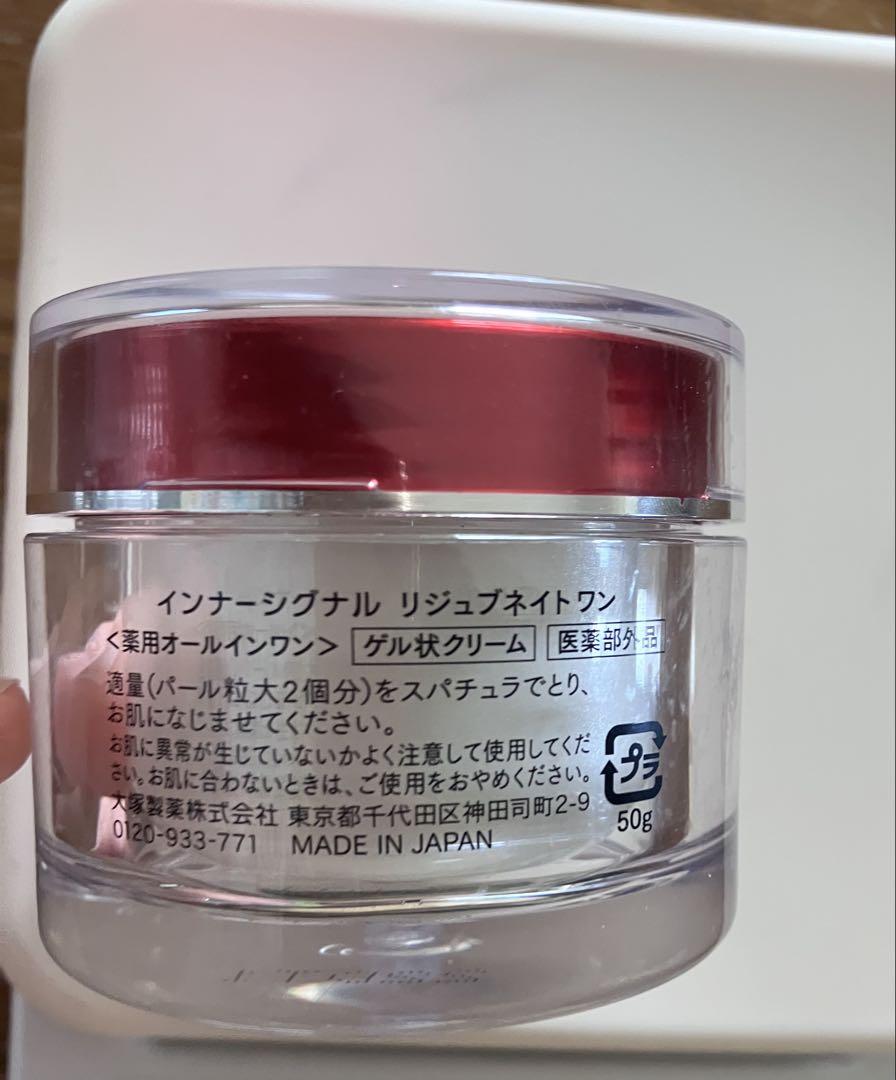 インナーシグナル リジュブネイトワン
<薬用オールインワン> ゲル状クリーム 医薬部外品
適量(パール粒大2個分)をスパチュラでとり、
お肌になじませてください。
お肌に異常が生じていないかよく注意して使用してくだ
さい。お肌に合わないときは、ご使用をおやめください。
大塚製薬株式会社 東京都千代田区神田司町2-9
0120-933-771 MADE IN JAPAN
プラ
50g